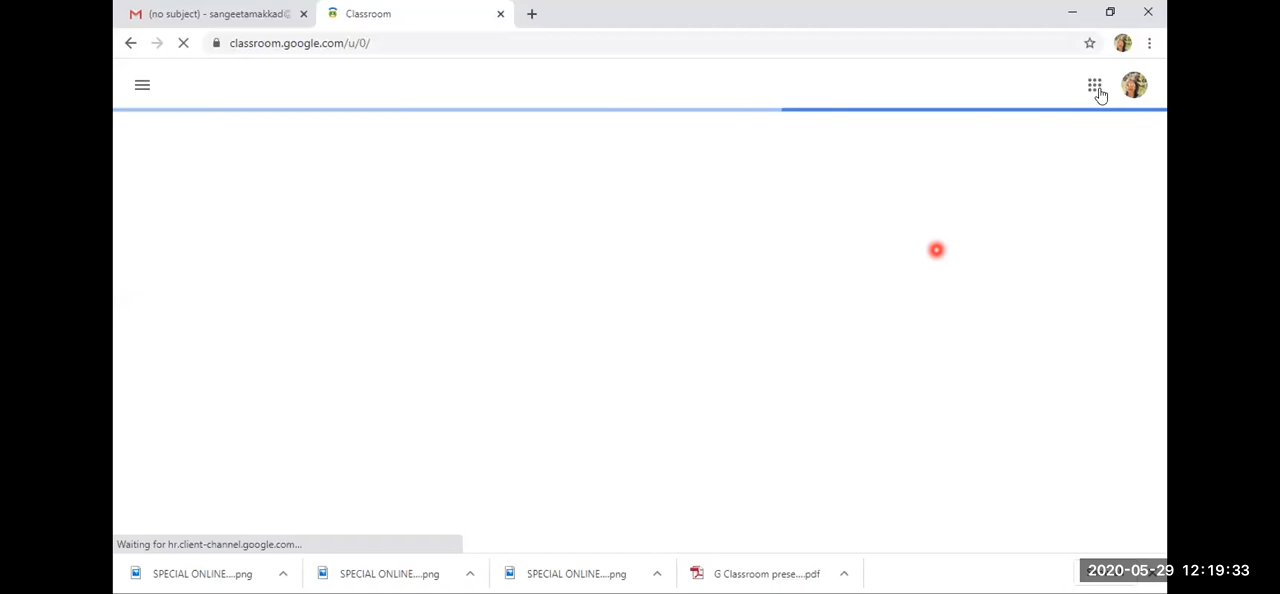 (no subject) - sangeetamakkad@
Classroom
classroom.google.com/u/0/
Waiting for hr.client-channel.google.com...
SPECIAL ONLINE....png
SPECIAL ONLINE....png
SPECIAL ONLINE....png
G Classroom prese....pdf
2020-05-29 12:19:33